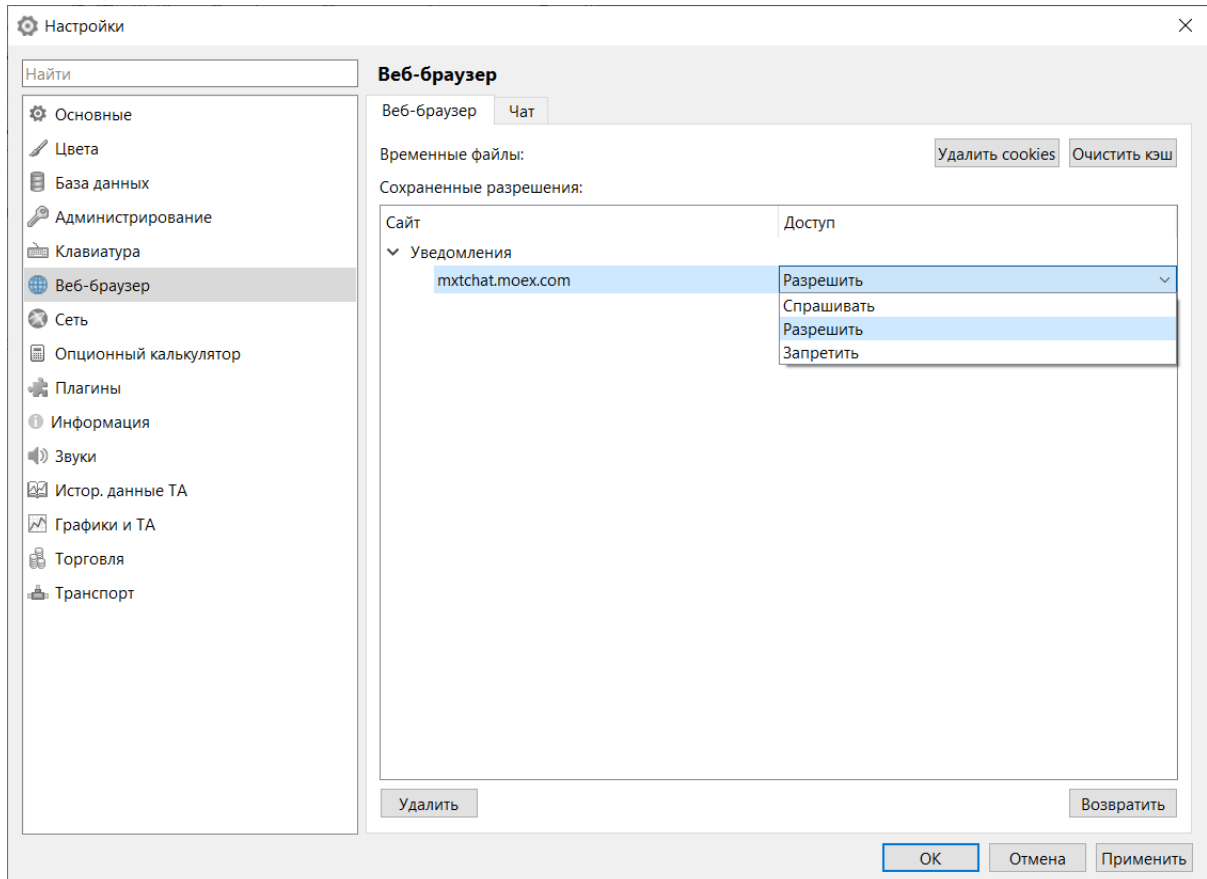 Настройки
Найти
Основные
Цвета
База данных
Администрирование
Клавиатура
Веб-браузер
Сеть
Опционный калькулятор
Плагины
Информация
Звуки
Истор. данные ТА
Графики и ТА
Торговля
Транспорт
Веб-браузер
Веб-браузер Чат
Временные файлы: Удалить cookies Очистить кэш
Сохраненные разрешения:
Сайт Доступ
Уведомления
mxtchat.moex.com Разрешить
Спрашивать
Разрешить
Запретить
Удалить Возвратить
ОК Отмена Применить